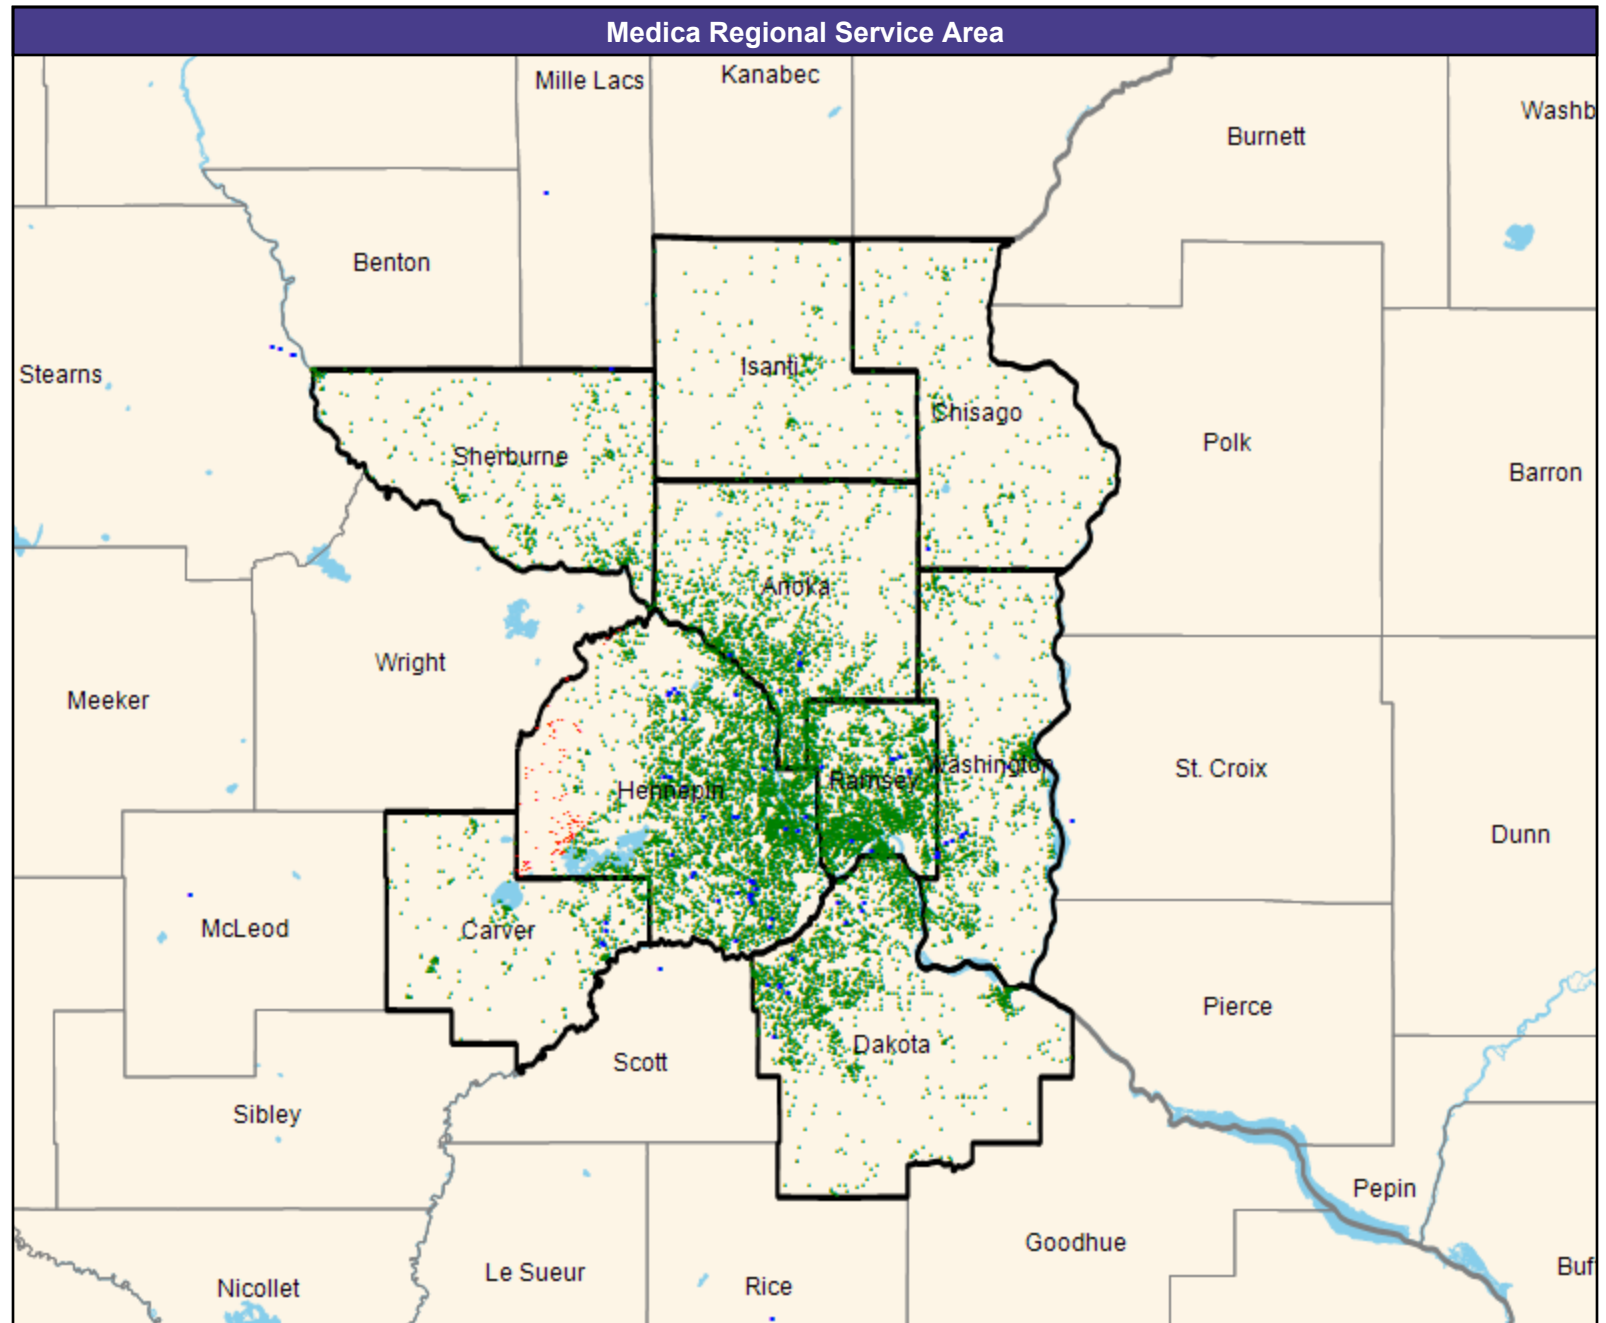 Medica Regional Service Area
Mille Lacs
Kanabec
Washb
Burnett
Benton
Stearns
Isanti
Chisago
Polk
Sherburne
Barron
Anoka
Wright
Meeker
Washington
St. Croix
Hennepin
Ramsey
Dunn
McLeod
Carver
Pierce
Dakota
Scott
Sibley
Pepin
Goodhue
Buf
Le Sueur
Nicollet
Rice